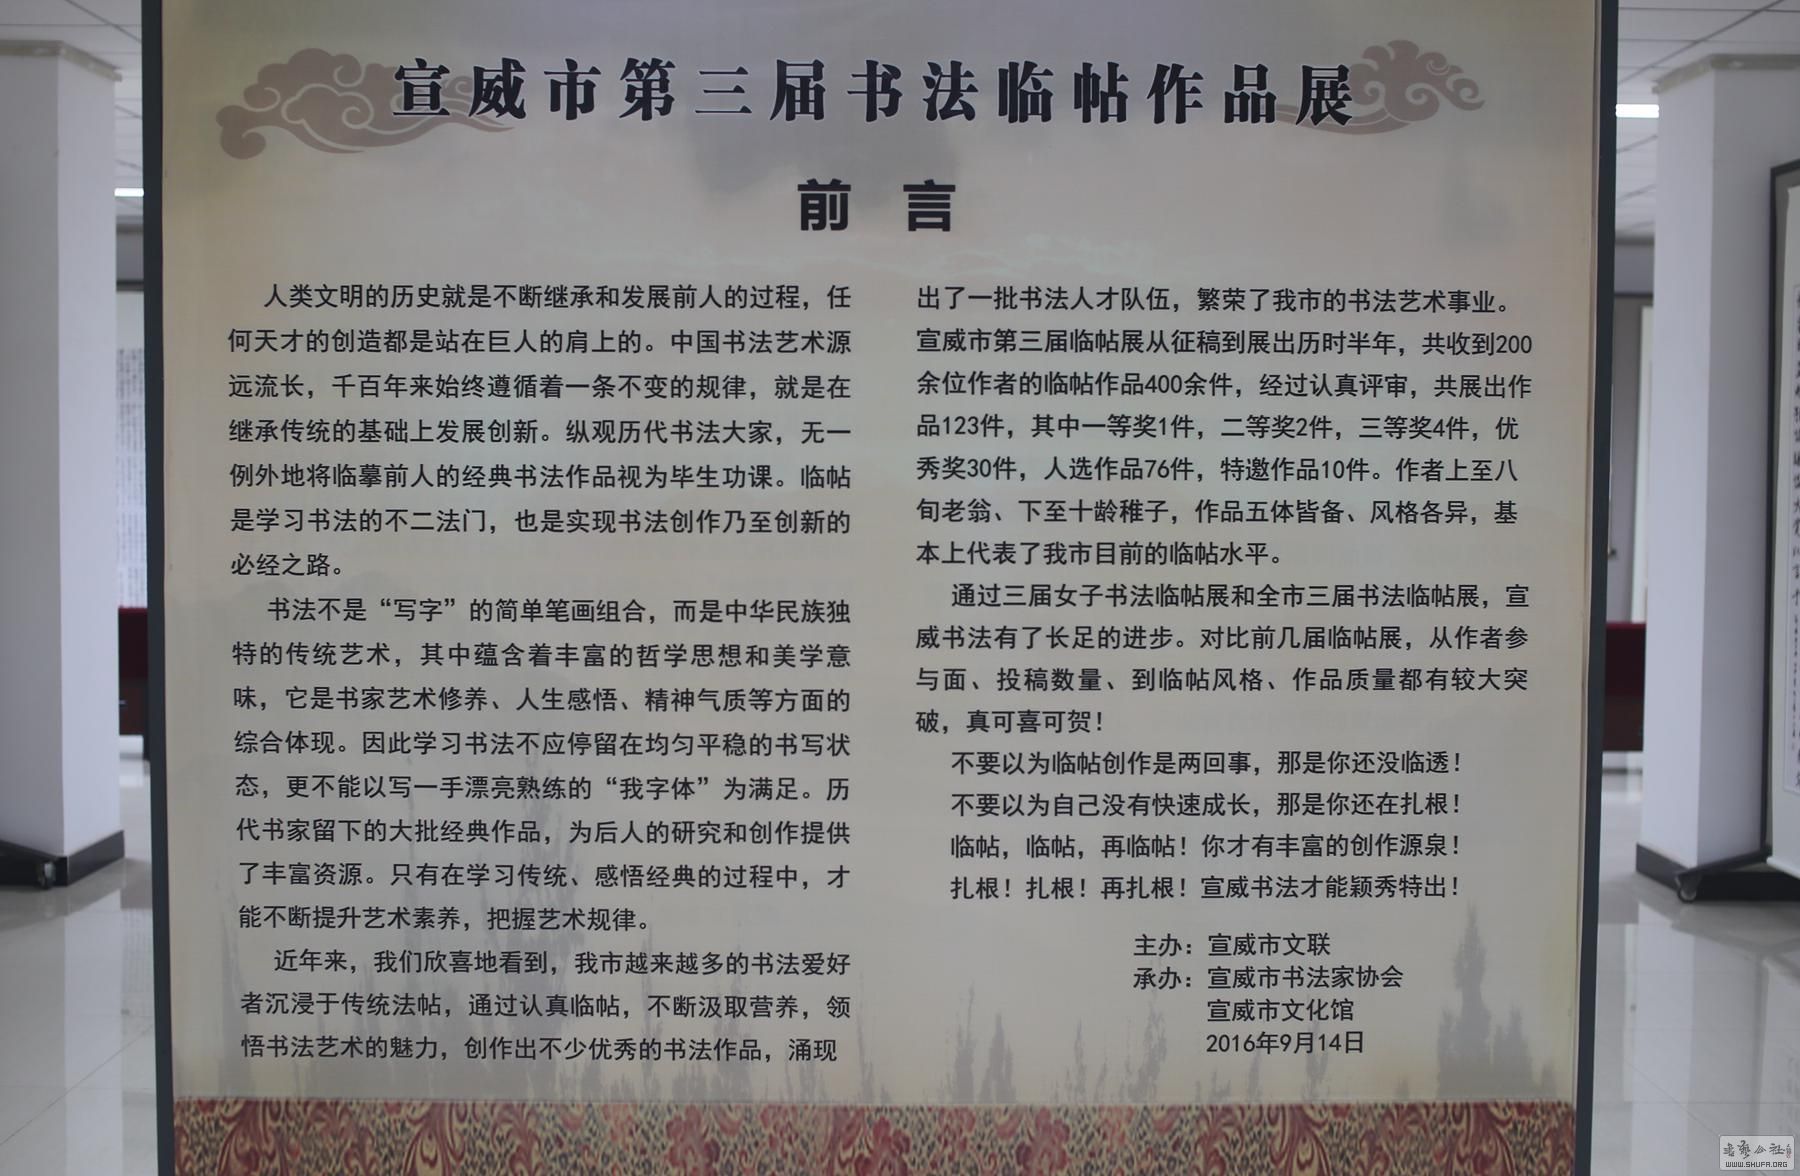 宣威市第三届书法临帖作品展
前言
人类文明的历史就是不断继承和发展前人的过程，任
何天才的创造都是站在巨人的肩上的。中国书法艺术源
远流长，千百年来始终遵循着一条不变的规律，就是在
继承传统的基础上发展创新。纵观历代书法大家，无一
例外地将临摹前人的经典书法作品视为毕生功课。临帖
是学习书法的不二法门，也是实现书法创作乃至创新的
必经之路。
书法不是“写字”的简单笔画组合，而是中华民族独
特的传统艺术，其中蕴含着丰富的哲学思想和美学意
味，它是书家艺术修养、人生感悟、精神气质等方面的
综合体现。因此学习书法不应停留在均匀平稳的书写状
态，更不能以写一手漂亮熟练的“我字体”为满足。历
代书家留下的大批经典作品，为后人的研究和创作提供
了丰富资源。只有在学习传统、感悟经典的过程中，才
能不断提升艺术素养，把握艺术规律。
近年来，我们欣喜地看到，我市越来越多的书法爱好
者沉浸于传统法帖，通过认真临帖，不断汲取营养，领
悟书法艺术的魅力，创作出不少优秀的书法作品，涌现
出了一批书法人才队伍，繁荣了我市的书法艺术事业。
宣威市第三届临帖展从征稿到展出历时半年，共收到200
余位作者的临帖作品400余件，经过认真评审，共展出作
品123件，其中一等奖1件，二等奖2件，三等奖4件，优
秀奖30件，人选作品76件，特邀作品10件。作者上至八
旬老翁、下至十龄稚子，作品五体皆备、风格各异，基
本上代表了我市目前的临帖水平。
通过三届女子书法临帖展和全市三届书法临帖展，宣
威书法有了长足的进步。对比前几届临帖展，从作者参
与面、投稿数量、到临帖风格、作品质量都有较大突
破，真可喜可贺！
不要以为临帖创作是两回事，那是你还没临透！
不要以为自己没有快速成长，那是你还在扎根！
临帖，临帖，再临帖！你才有丰富的创作源泉！
扎根！扎根！再扎根！宣威书法才能颖秀特出！
主办：宣威市文联
承办：宣威市书法家协会
宣威市文化馆
2016年9月14日
WWW.SHUFA.ORG